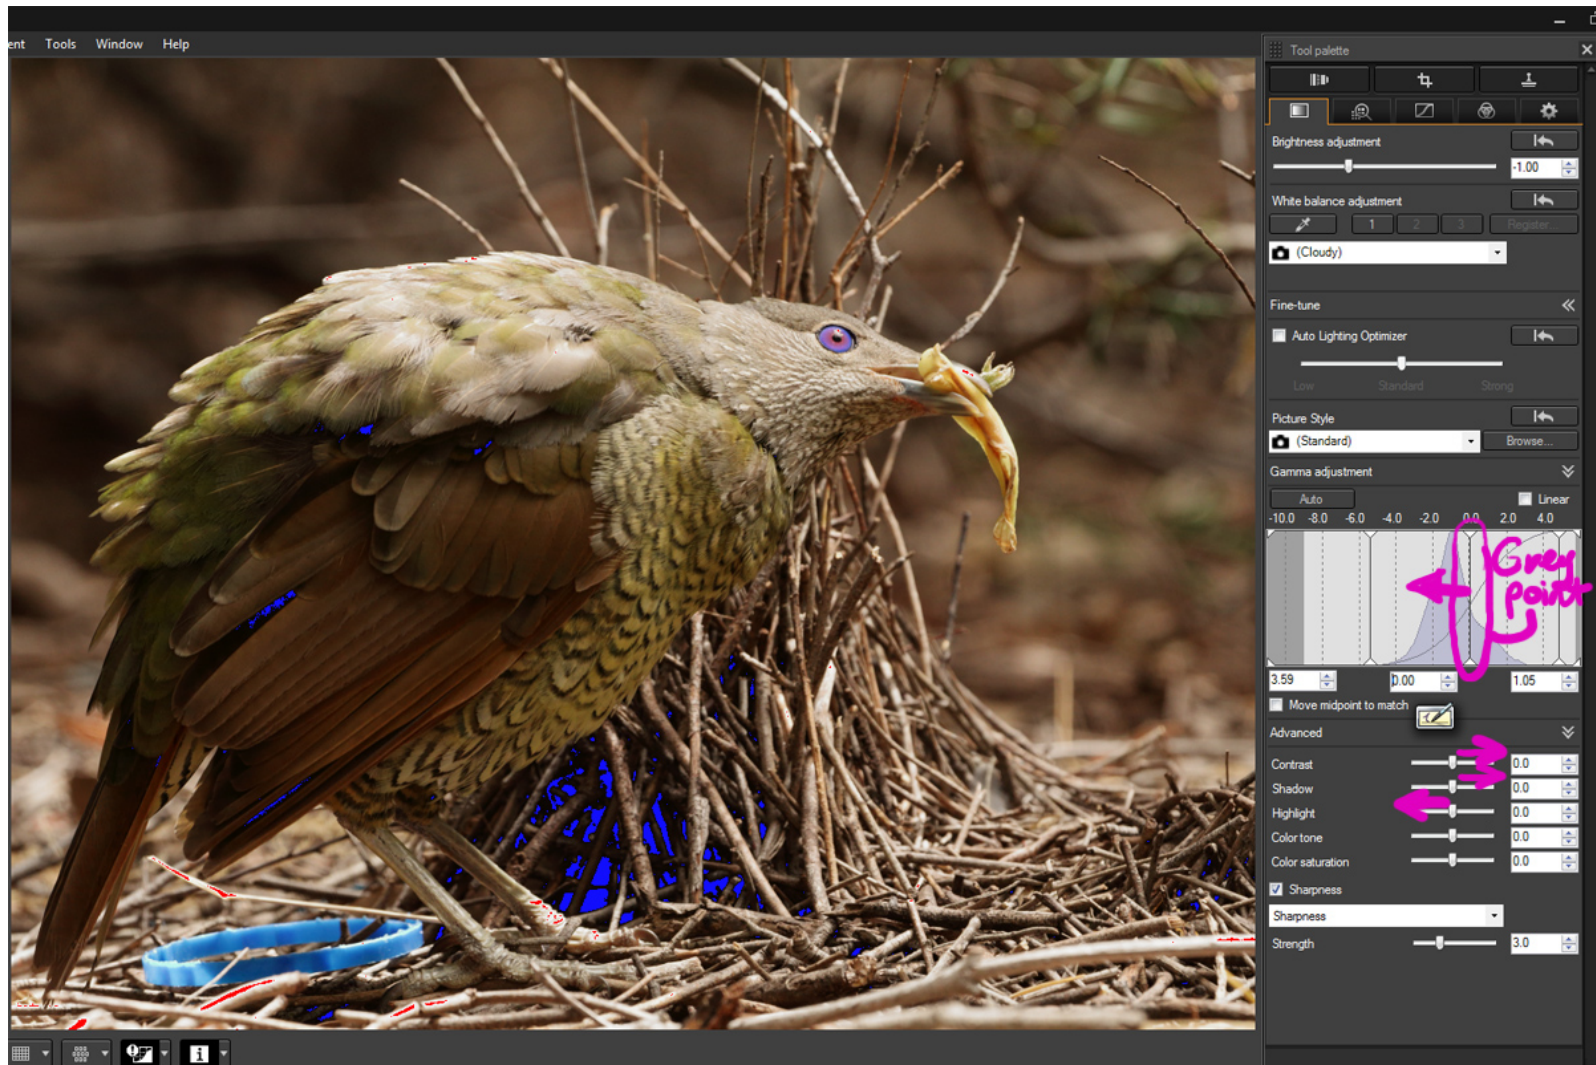 ent Tools Window Help
Tool palette
Brightness adjustment
-1.00
White balance adjustment
1 2 3 Register...
(Cloudy)
Fine-tune
Auto Lighting Optimizer
Low Standard Strong
Picture Style
(Standard) Browse...
Gamma adjustment
Auto Linear
-10.0 -8.0 -6.0 -4.0 -2.0 0.0 2.0 4.0
Grey
point
3.59 0.00 1.05
Move midpoint to match
Advanced
Contrast 0.0
Shadow 0.0
Highlight 0.0
Color tone 0.0
Color saturation 0.0
Sharpness
Sharpness
Strength 3.0